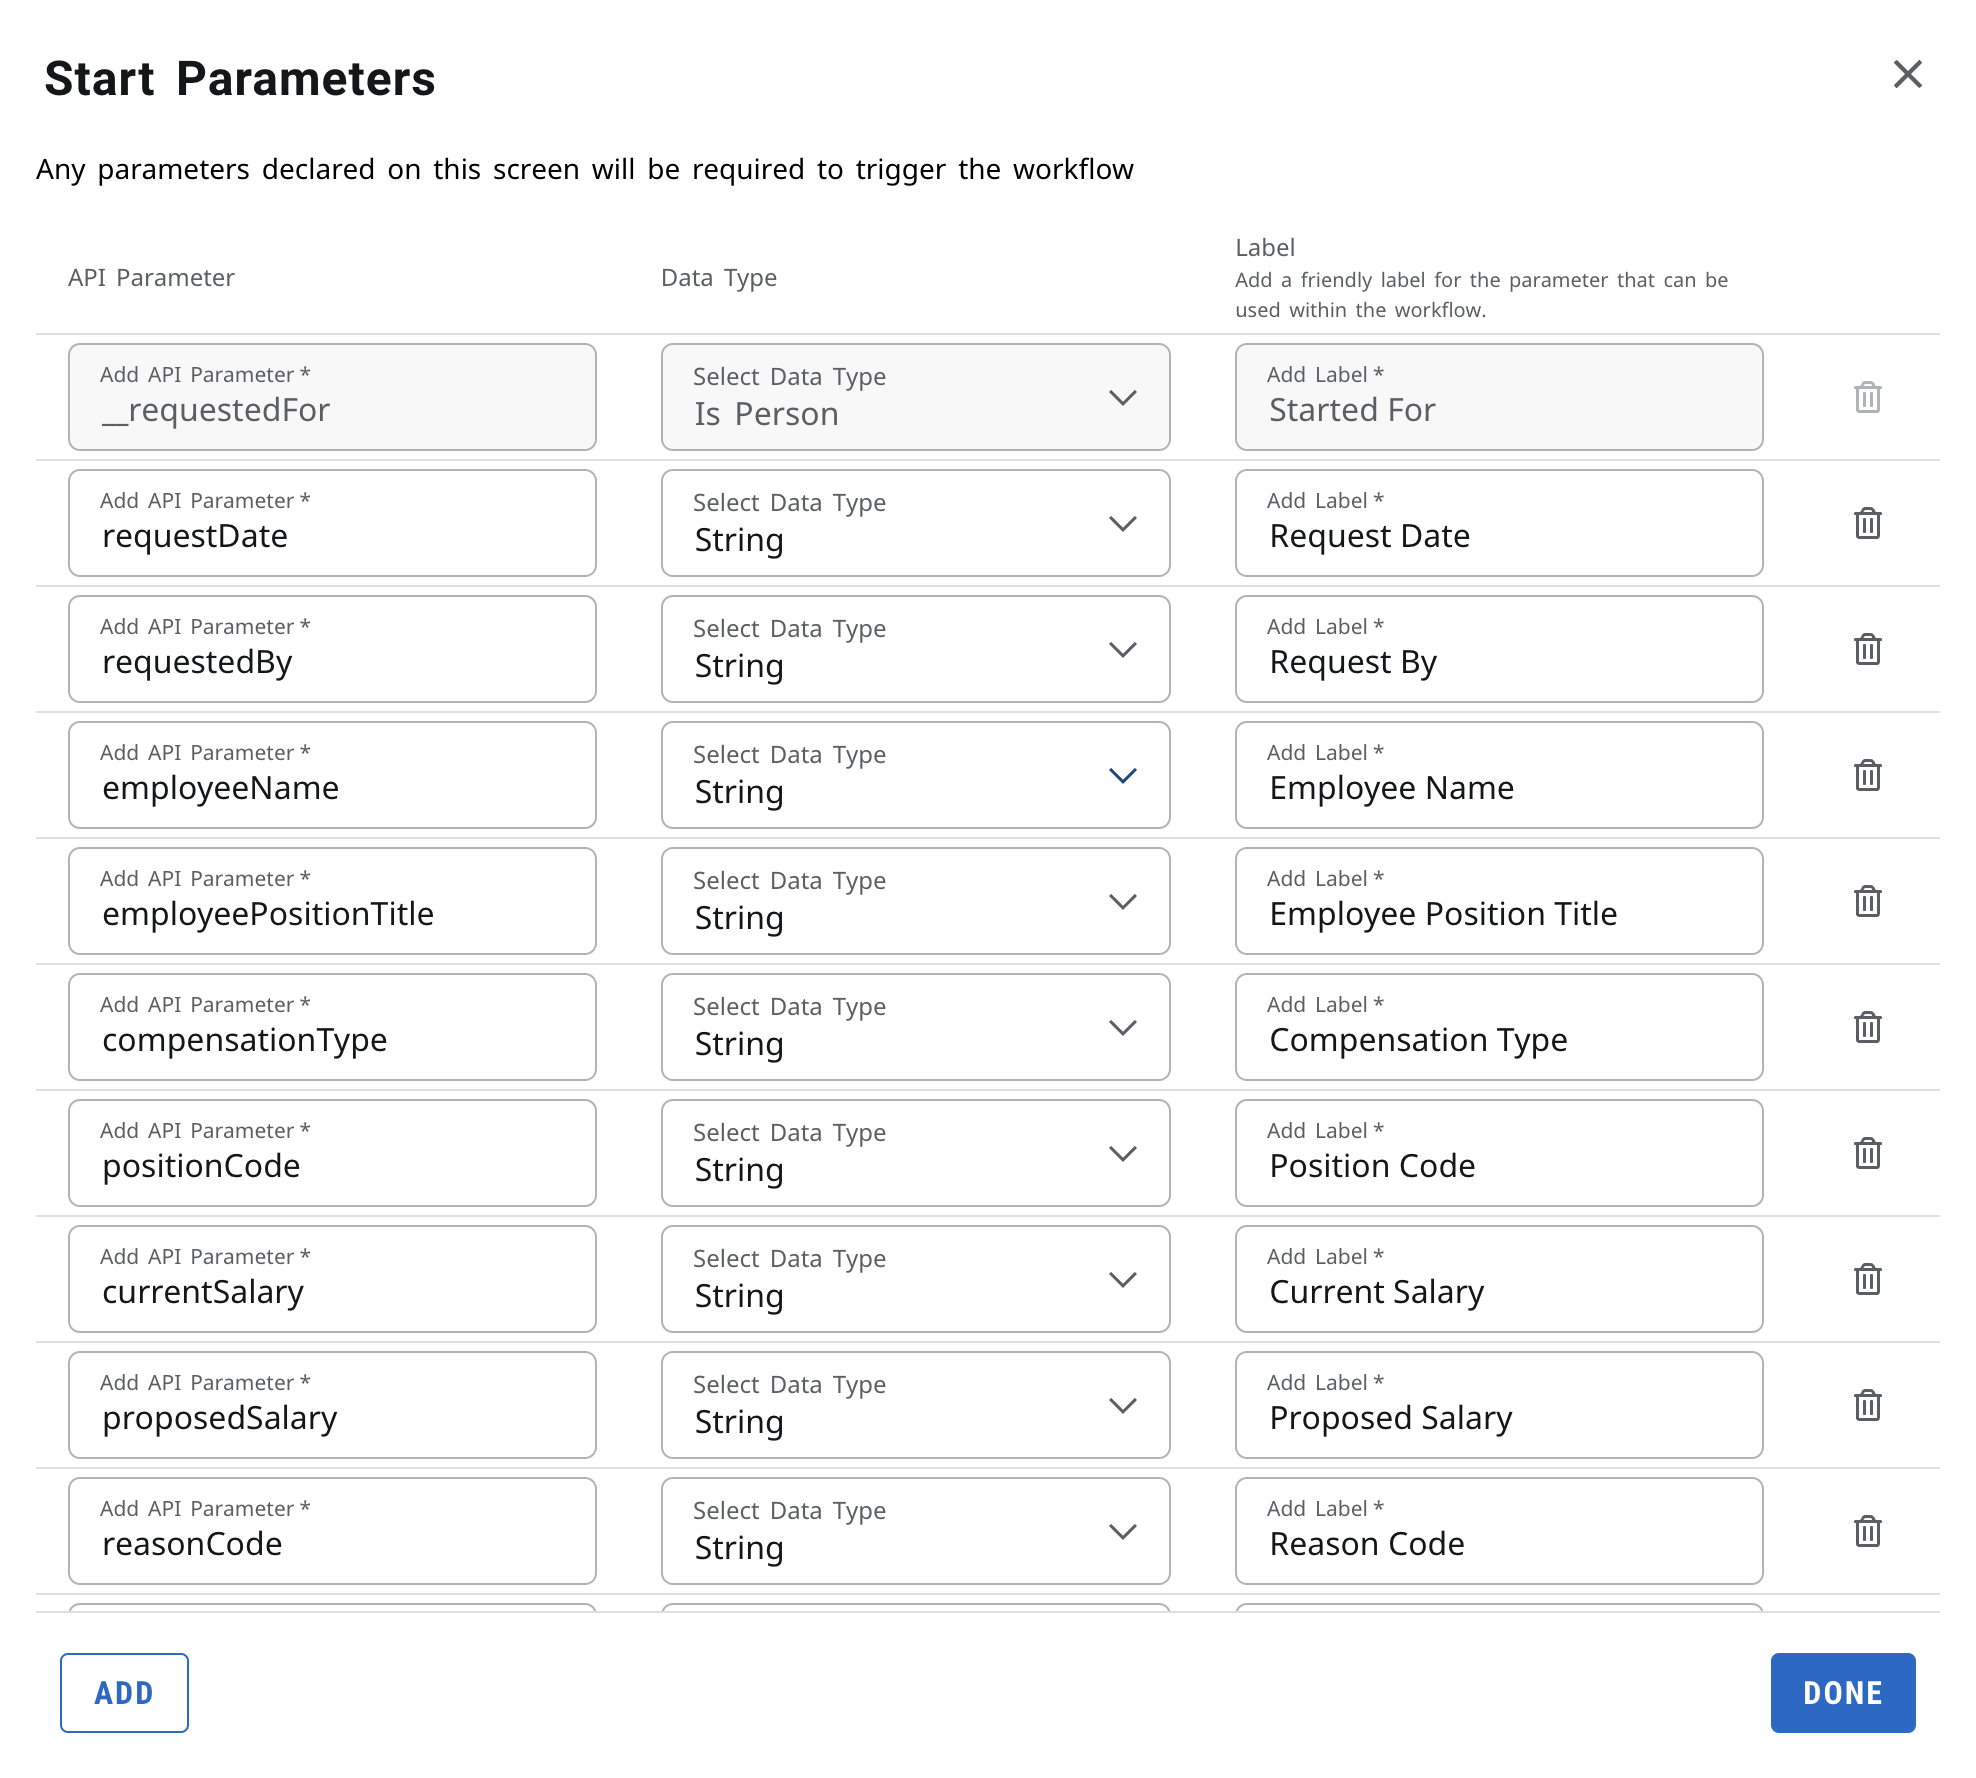 Start Parameters
Any parameters declared on this screen will be required to trigger the workflow
API Parameter
Data Type
Label
Add a friendly label for the parameter that can be
used within the workflow.
Add API Parameter *
__requestedFor
Select Data Type
Is Person
Add Label *
Started For
Add API Parameter *
requestDate
Select Data Type
String
Add Label *
Request Date
Add API Parameter *
requestedBy
Select Data Type
String
Add Label *
Request By
Add API Parameter *
employeeName
Select Data Type
String
Add Label *
Employee Name
Add API Parameter *
employeePositionTitle
Select Data Type
String
Add Label *
Employee Position Title
Add API Parameter *
compensationType
Select Data Type
String
Add Label *
Compensation Type
Add API Parameter *
positionCode
Select Data Type
String
Add Label *
Position Code
Add API Parameter *
currentSalary
Select Data Type
String
Add Label *
Current Salary
Add API Parameter *
proposedSalary
Select Data Type
String
Add Label *
Proposed Salary
Add API Parameter *
reasonCode
Select Data Type
String
Add Label *
Reason Code
ADD
DONE